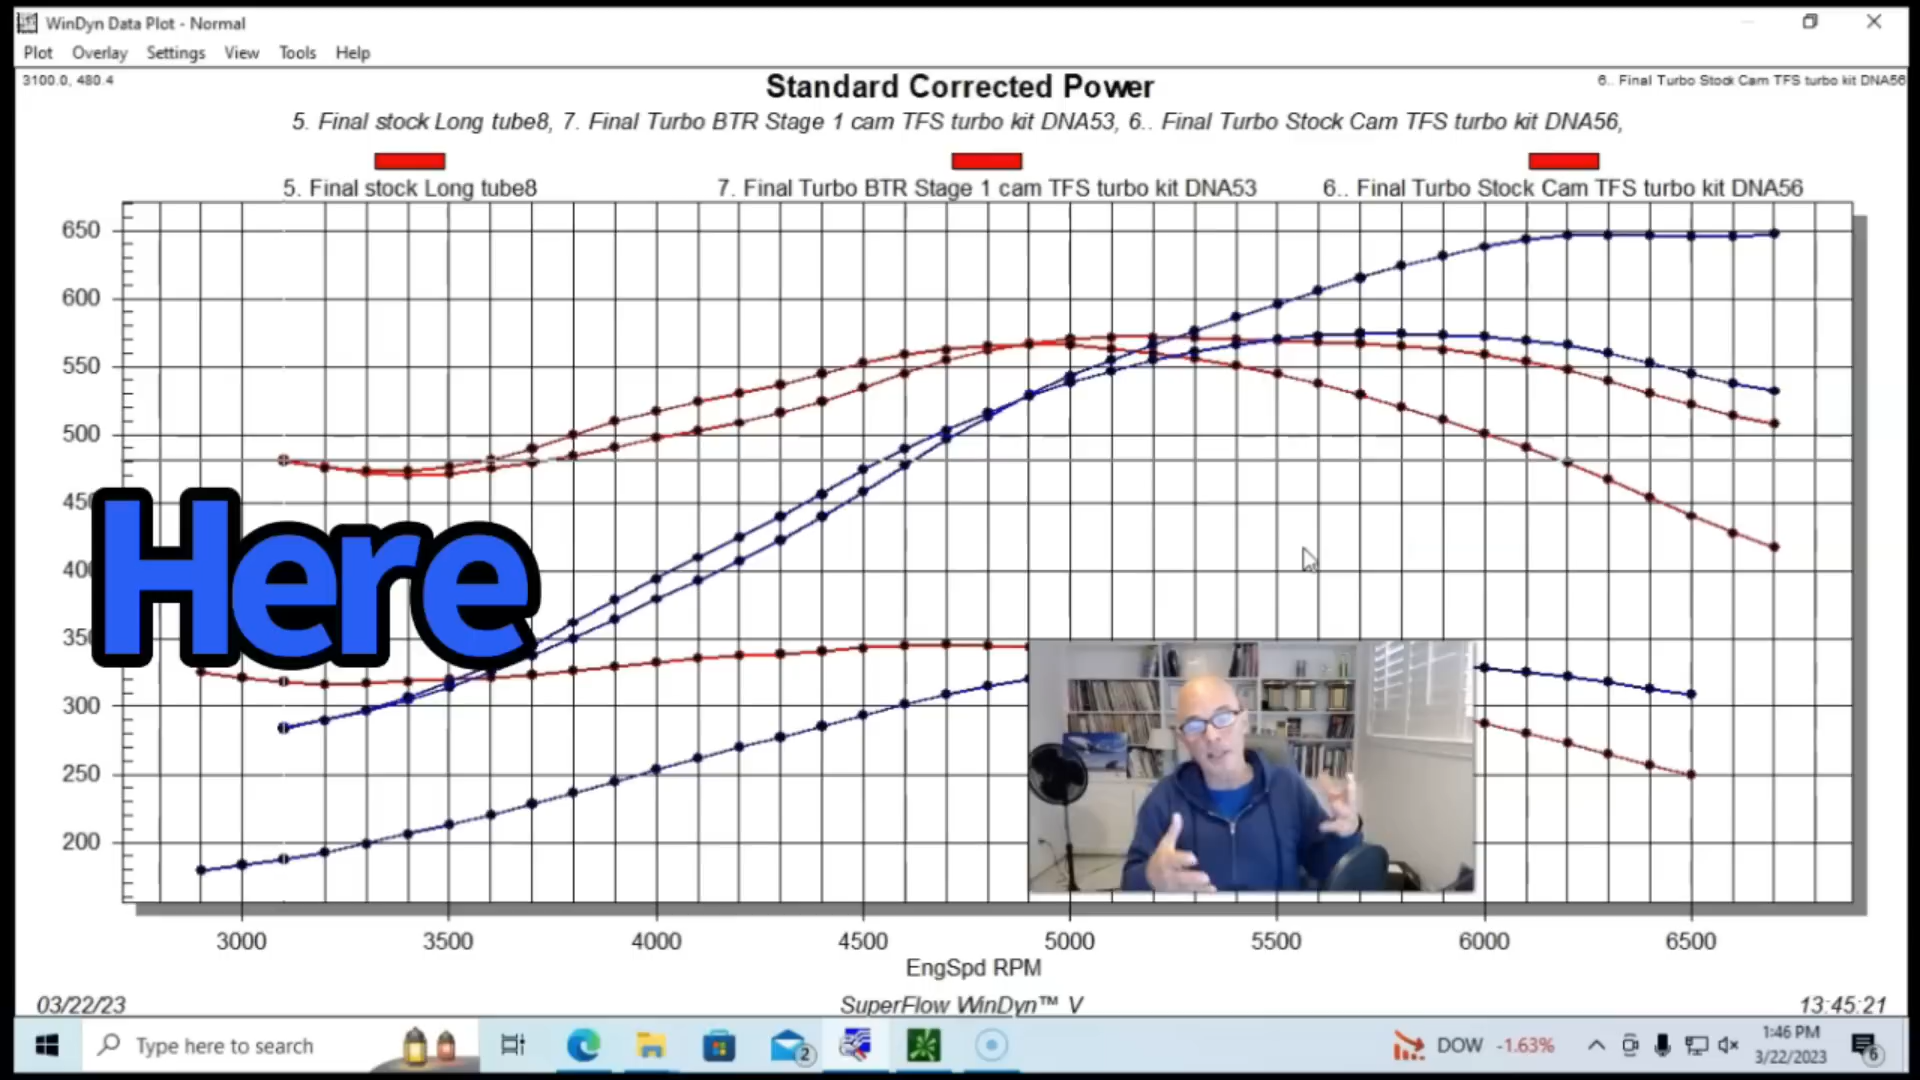 WinDyn Data Plot - Normal
Plot Overlay Settings View Tools Help
3100.0, 480.4
Standard Corrected Power
6.. Final Turbo Stock Cam TFS turbo kit DNA56
5. Final stock Long tube8, 7. Final Turbo BTR Stage 1 cam TFS turbo kit DNA53, 6.. Final Turbo Stock Cam TFS turbo kit DNA56,
5. Final stock Long tube8
7. Final Turbo BTR Stage 1 cam TFS turbo kit DNA53
6.. Final Turbo Stock Cam TFS turbo kit DNA56
650
600
550
500
450
400
350
300
250
200
Here
3000 3500 4000 4500 5000 5500 6000 6500
EngSpd RPM
03/22/23
SuperFlow WinDyn™ V
13:45:21
Type here to search
2
DOW -1.63%
1:46 PM
3/22/2023
6